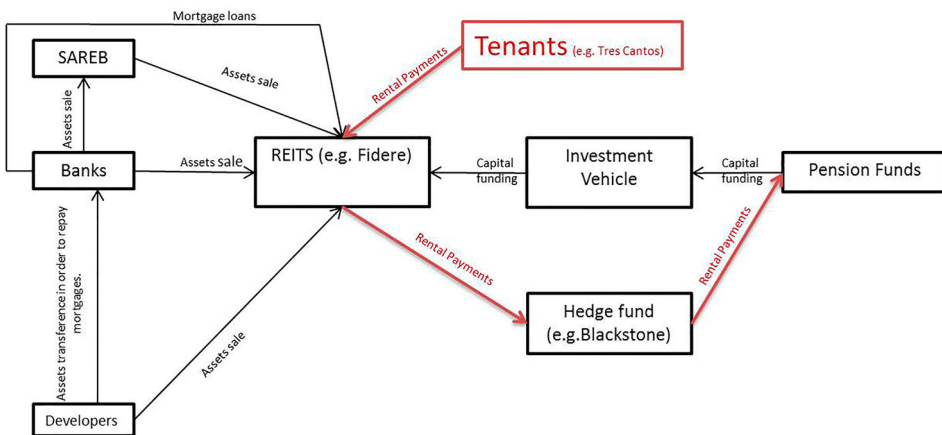 Mortgage loans
Tenants (e.g. Tres Cantos)
SAREB
Assets sale
Rental Payments
Assets sale
REITS (e.g. Fidere)
Investment
Vehicle
Capital
funding
Capital
funding
Pension Funds
Banks
Assets sale
Assets transference in order to repay
mortgages.
Rental Payments
Rental Payments
Hedge fund
(e.g.Blackstone)
Assets sale
Developers